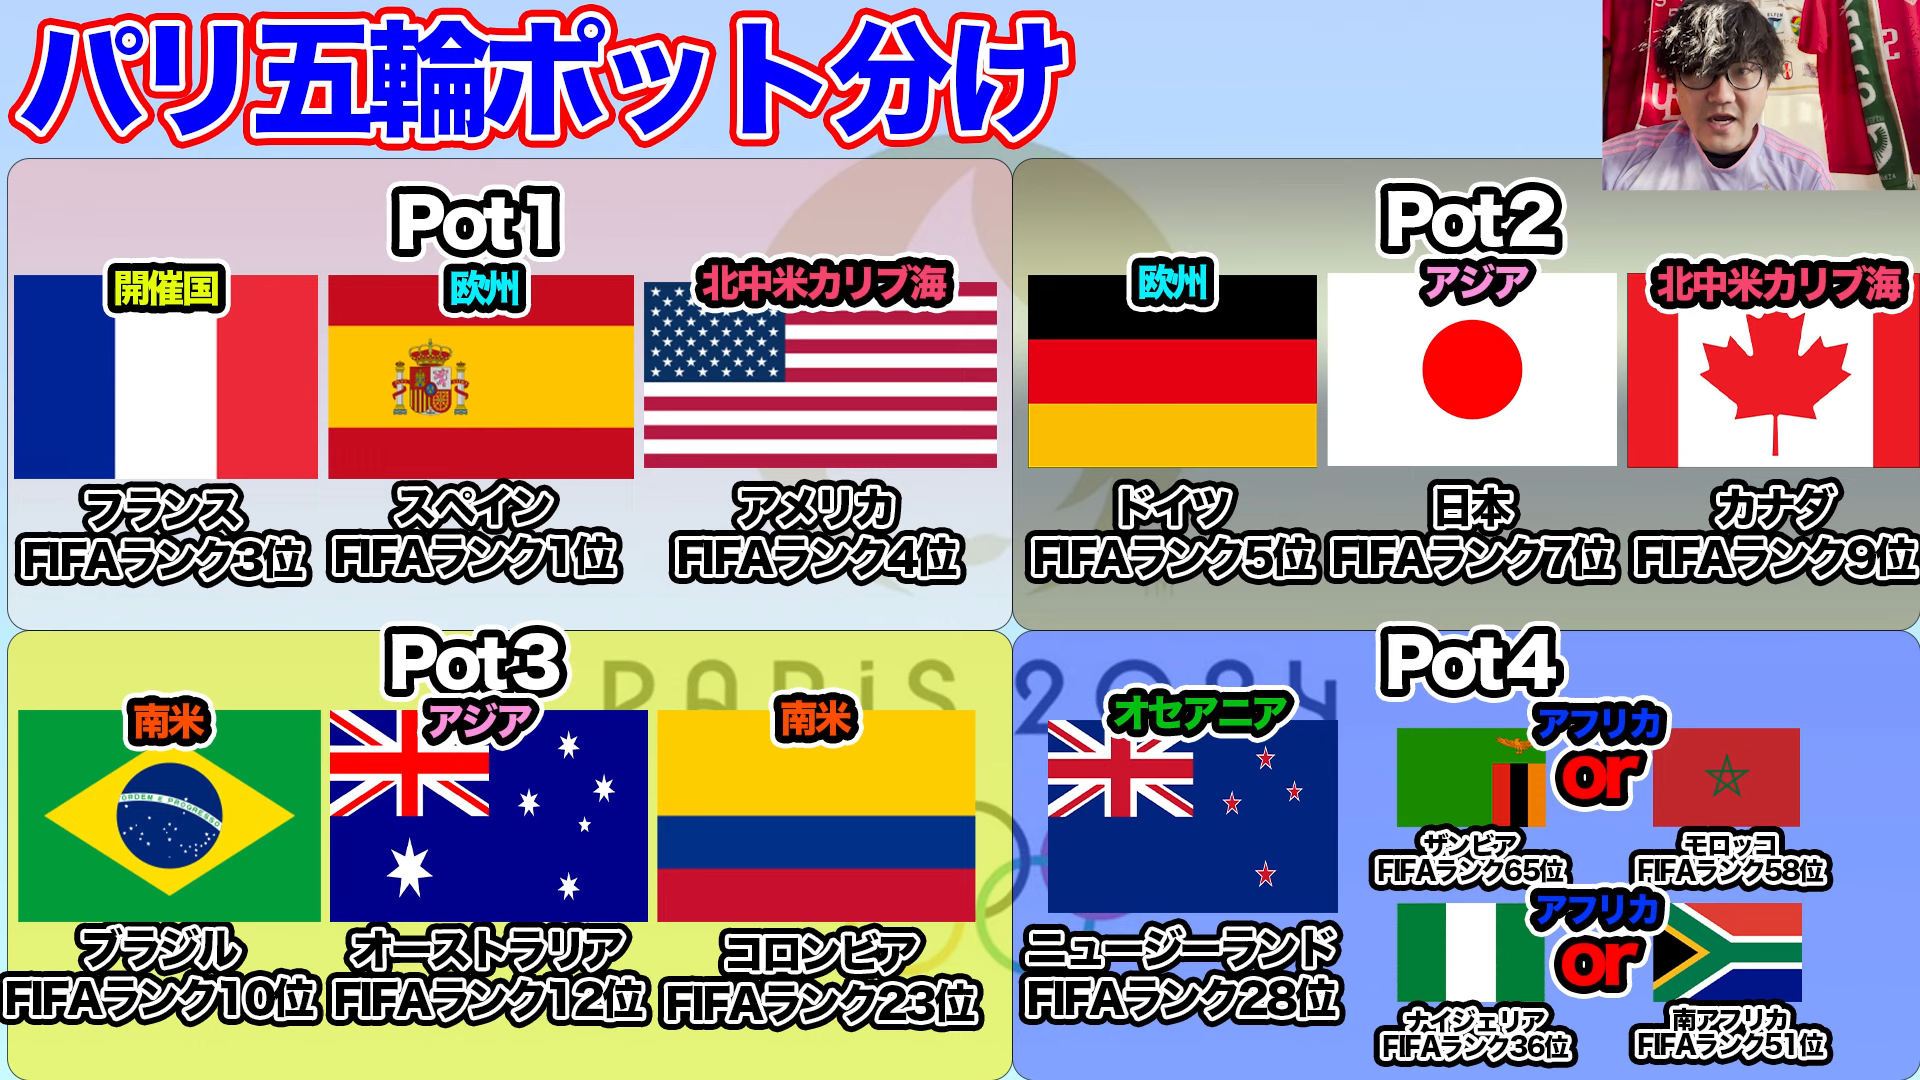 パリ五輪ポット分け
Pot1
開催国
欧州
北中米カリブ海
フランス
FIFAランク3位
スペイン
FIFAランク1位
アメリカ
FIFAランク4位
Pot2
欧州
アジア
北中米カリブ海
ドイツ
FIFAランク5位
日本
FIFAランク7位
カナダ
FIFAランク9位
Pot3
南米
アジア
南米
ORDEM E PROGRESSO
ブラジル
FIFAランク10位
オーストラリア
FIFAランク12位
コロンビア
FIFAランク23位
PARIS 2024
Pot4
オセアニア
ニュージーランド
FIFAランク28位
アフリカ
or
ザンビア
FIFAランク65位
モロッコ
FIFAランク58位
アフリカ
or
ナイジェリア
FIFAランク36位
南アフリカ
FIFAランク51位